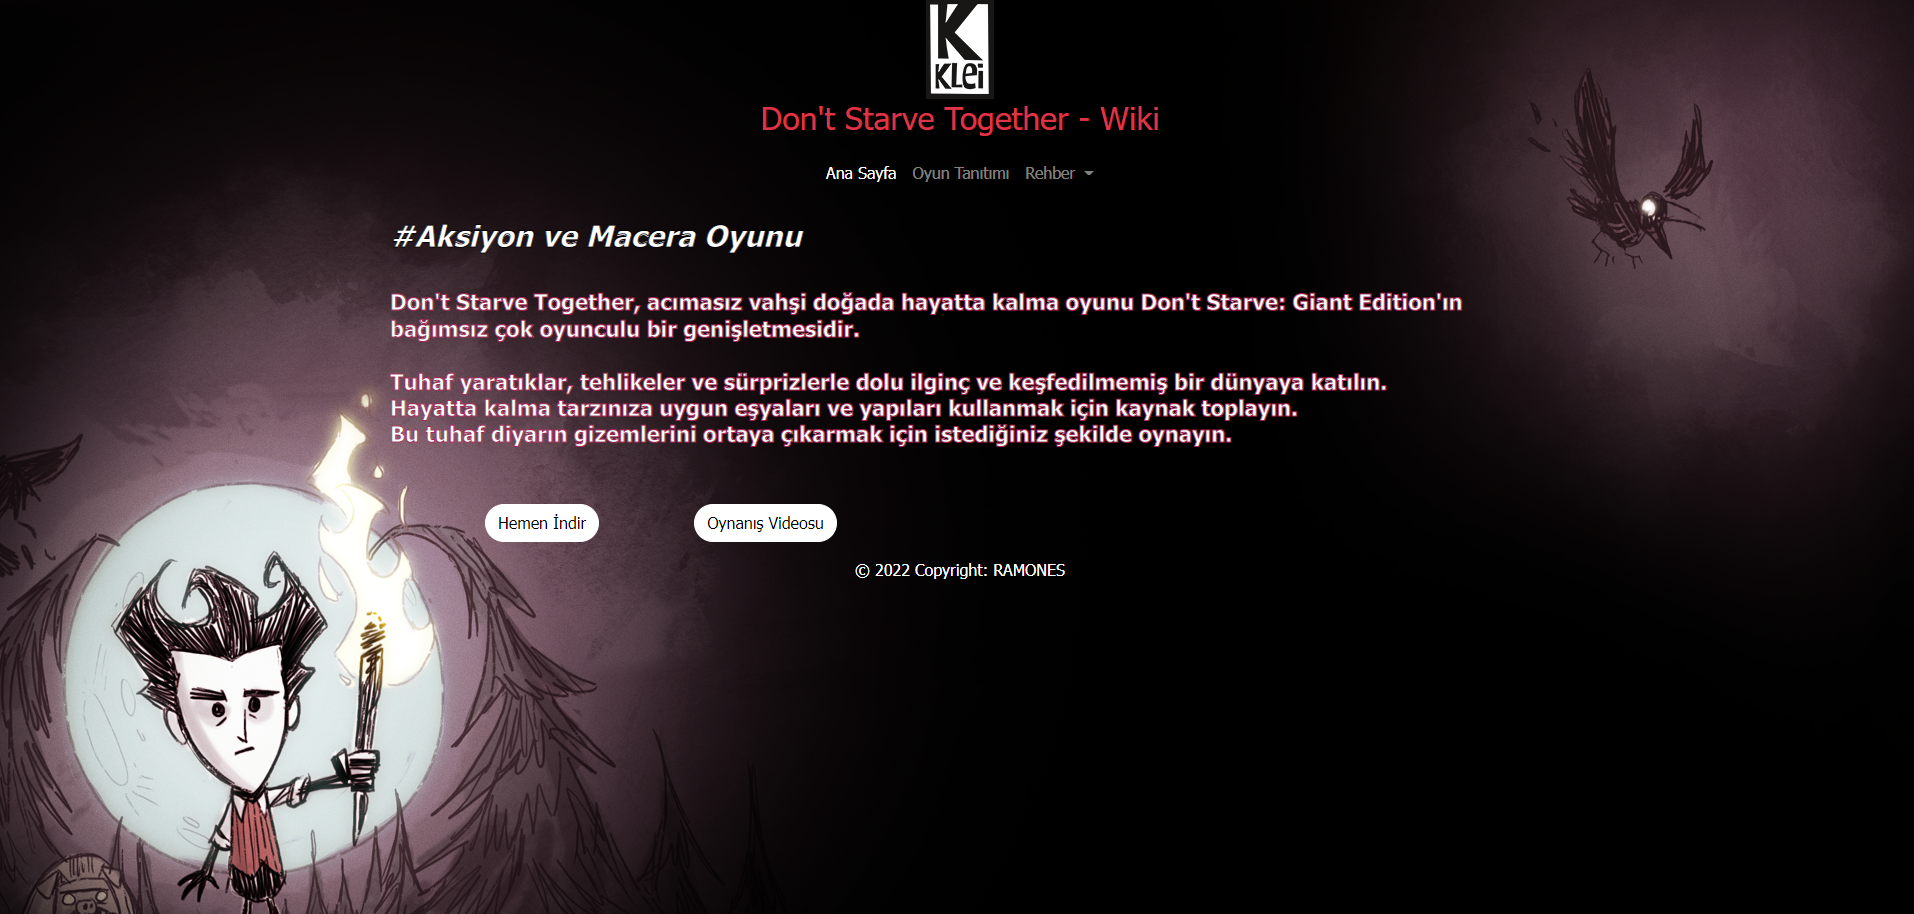 K
KLei
Don't Starve Together - Wiki
Ana Sayfa Oyun Tanıtımı Rehber
#Aksiyon ve Macera Oyunu
Don't Starve Together, acımasız vahşi doğada hayatta kalma oyunu Don't Starve: Giant Edition'ın
bağımsız çok oyunculu bir genişletmesidir.
Tuhaf yaratıklar, tehlikeler ve sürprizlerle dolu ilginç ve keşfedilmemiş bir dünyaya katılın.
Hayatta kalma tarzınıza uygun eşyaları ve yapıları kullanmak için kaynak toplayın.
Bu tuhaf diyarın gizemlerini ortaya çıkarmak için istediğiniz şekilde oynayın.
Hemen İndir Oynanış Videosu
© 2022 Copyright: RAMONES